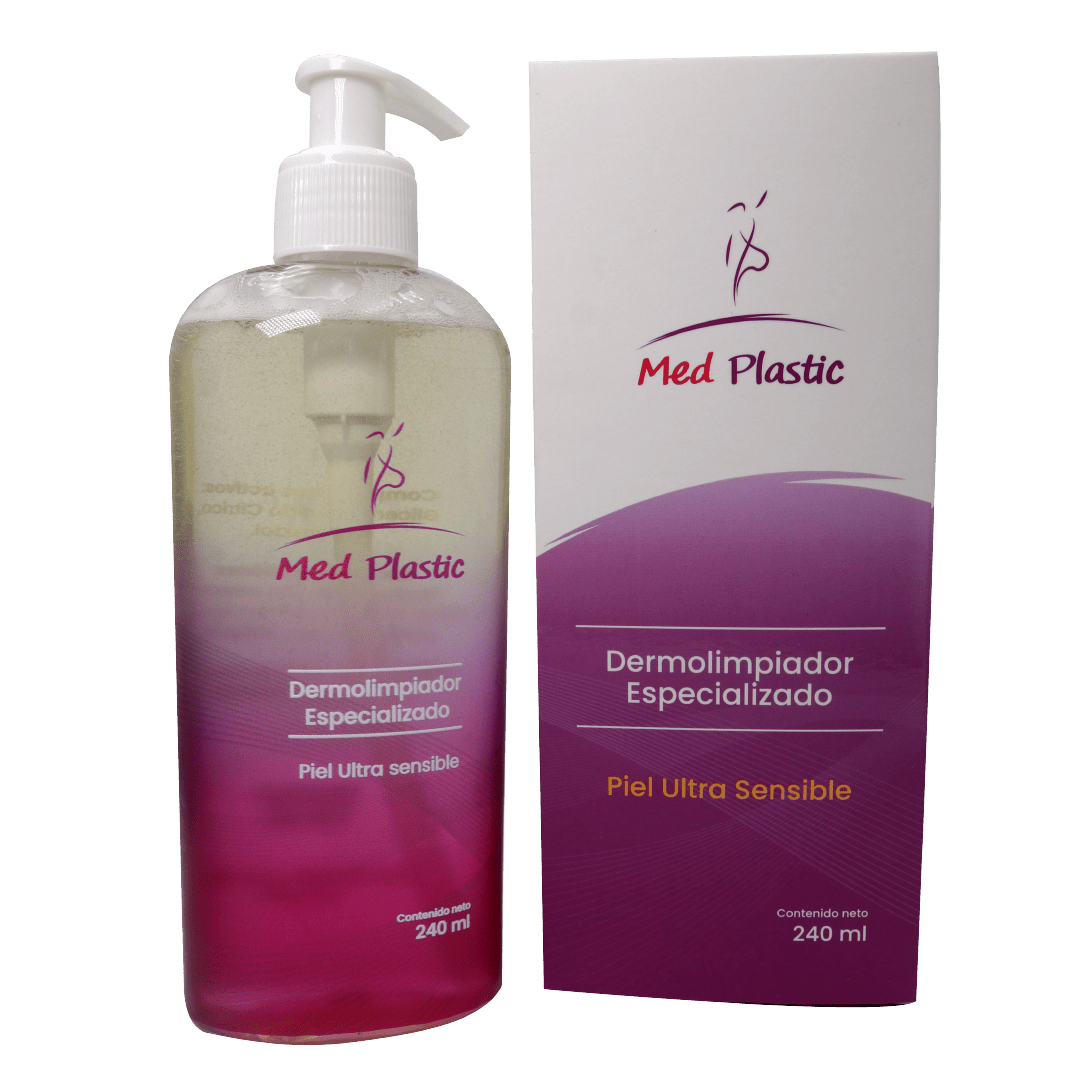 Med Plastic
Dermolimpiador
Especializado
Piel Ultra sensible
Contenido neto
240 ml
Med Plastic
Dermolimpiador
Especializado
Piel Ultra Sensible
Contenido neto
240 ml